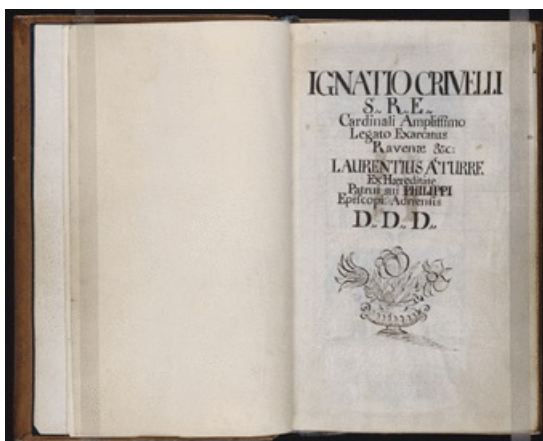 IGNATIO CRIVELLI
S. R. E.
Cardinali Amplissimo
Legato Exarcatus
Ravenæ &c:
LAURENTIUS A'TURRE
Ex Hæreditate
Patrui sui PHILIPPI
Episcopi Adriensis
D. D. D.